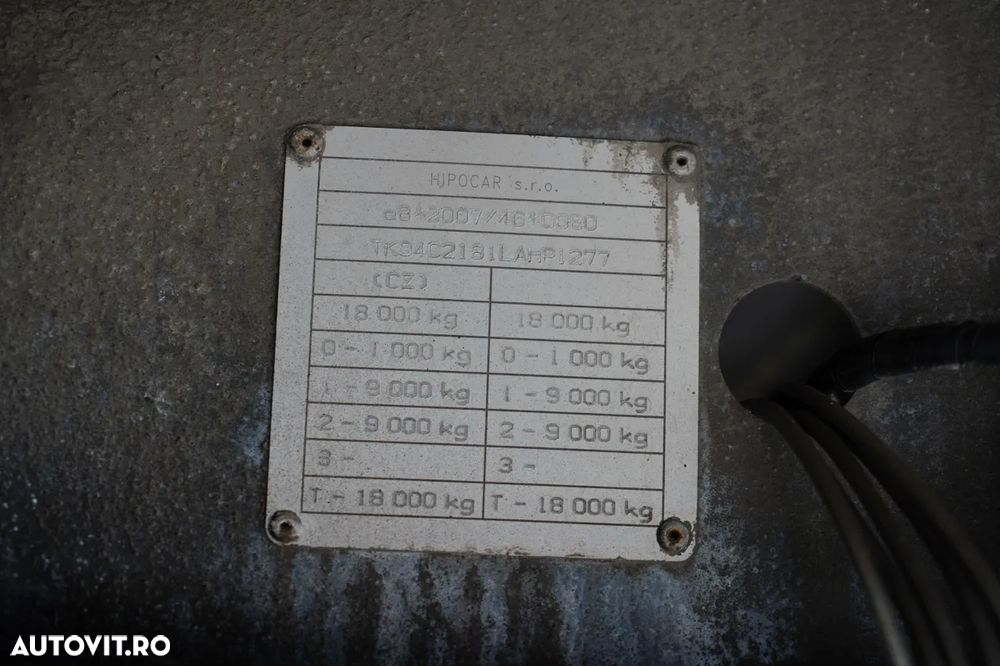 HIPOCAR s.r.o.
e8*2007/46*0080
TK94C2181LAHP1277
(CZ)
18 000 kg 18 000 kg
0 - 1 000 kg 0 - 1 000 kg
1 - 9 000 kg 1 - 9 000 kg
2 - 9 000 kg 2 - 9 000 kg
3 - 3 -
T - 18 000 kg T - 18 000 kg
AUTOVIT.RO